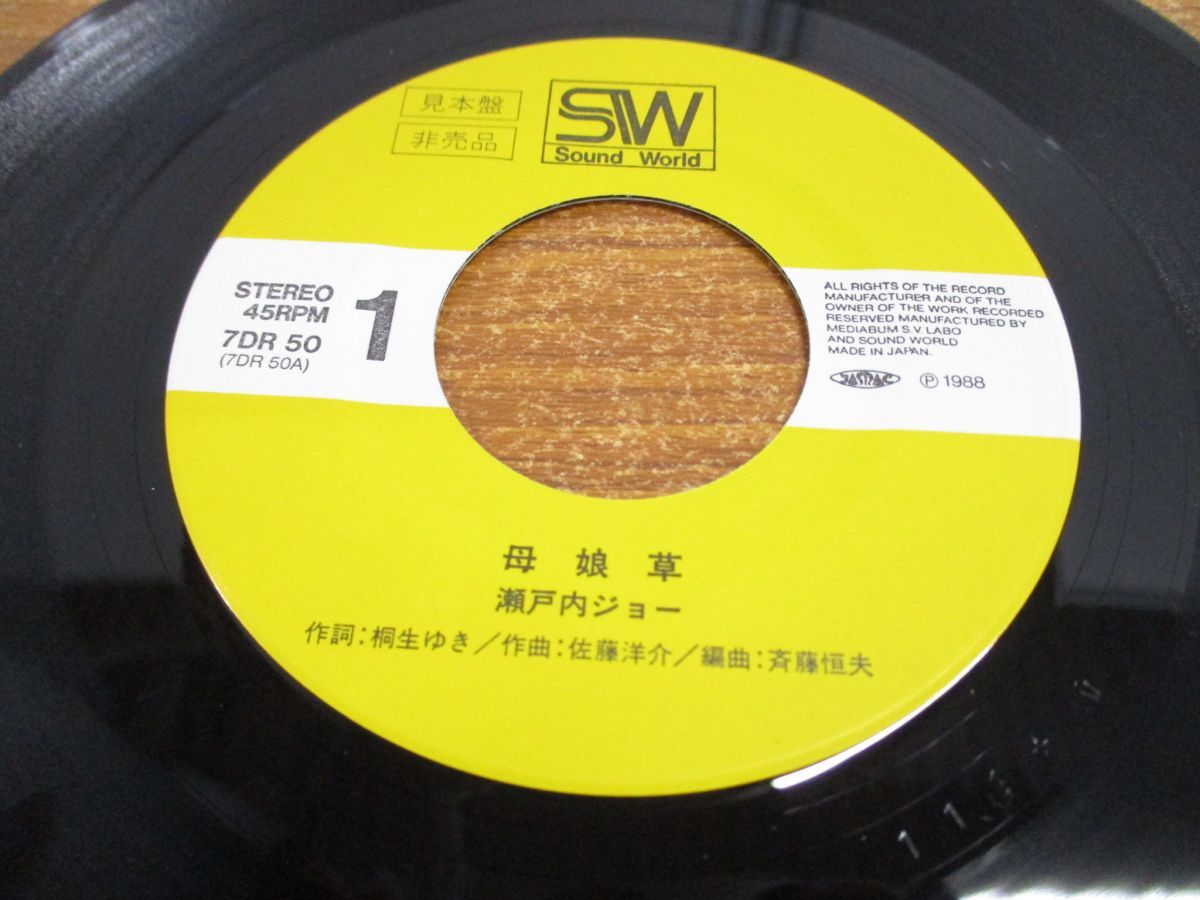 見本盤
非売品
SW
Sound World
STEREO
45RPM
7DR 50
(7DR 50A)
1
ALL RIGHTS OF THE RECORD
MANUFACTURER AND OF THE
OWNER OF THE WORK RECORDED
RESERVED MANUFACTURED BY
MEDIABUM S.V. LABO
AND SOUND WORLD
MADE IN JAPAN.
JASRAC
Ⓟ 1988
母娘草
瀬戸内ジョー
作詞:桐生ゆき/作曲:佐藤洋介/編曲:斉藤恒夫